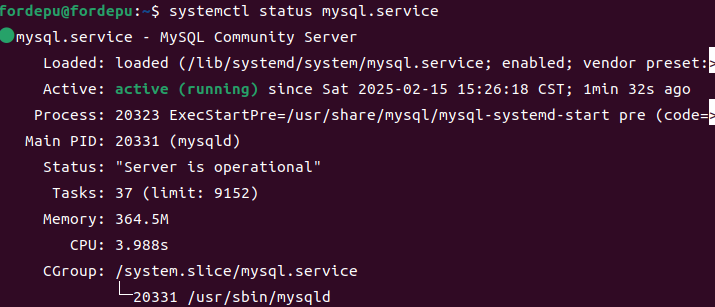 fordepu@fordepu:~$ systemctl status mysql.service
●mysql.service - MySQL Community Server
Loaded: loaded (/lib/systemd/system/mysql.service; enabled; vendor preset:>
Active: active (running) since Sat 2025-02-15 15:26:18 CST; 1min 32s ago
Process: 20323 ExecStartPre=/usr/share/mysql/mysql-systemd-start pre (code=>
Main PID: 20331 (mysqld)
Status: "Server is operational"
Tasks: 37 (limit: 9152)
Memory: 364.5M
CPU: 3.988s
CGroup: /system.slice/mysql.service
└─20331 /usr/sbin/mysqld